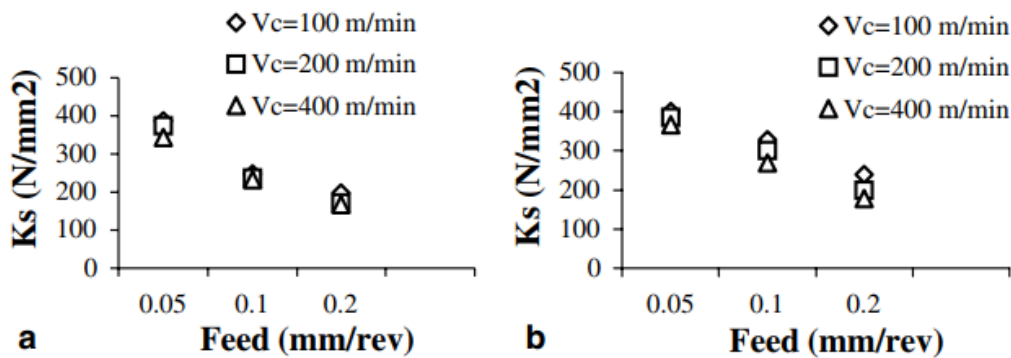 Vc=100 m/min
Vc=200 m/min
Vc=400 m/min
Ks (N/mm2)
500
400
300
200
100
0
0.05 0.1 0.2
Feed (mm/rev)
a
Vc=100 m/min
Vc=200 m/min
Vc=400 m/min
Ks (N/mm2)
500
400
300
200
100
0
0.05 0.1 0.2
Feed (mm/rev)
b